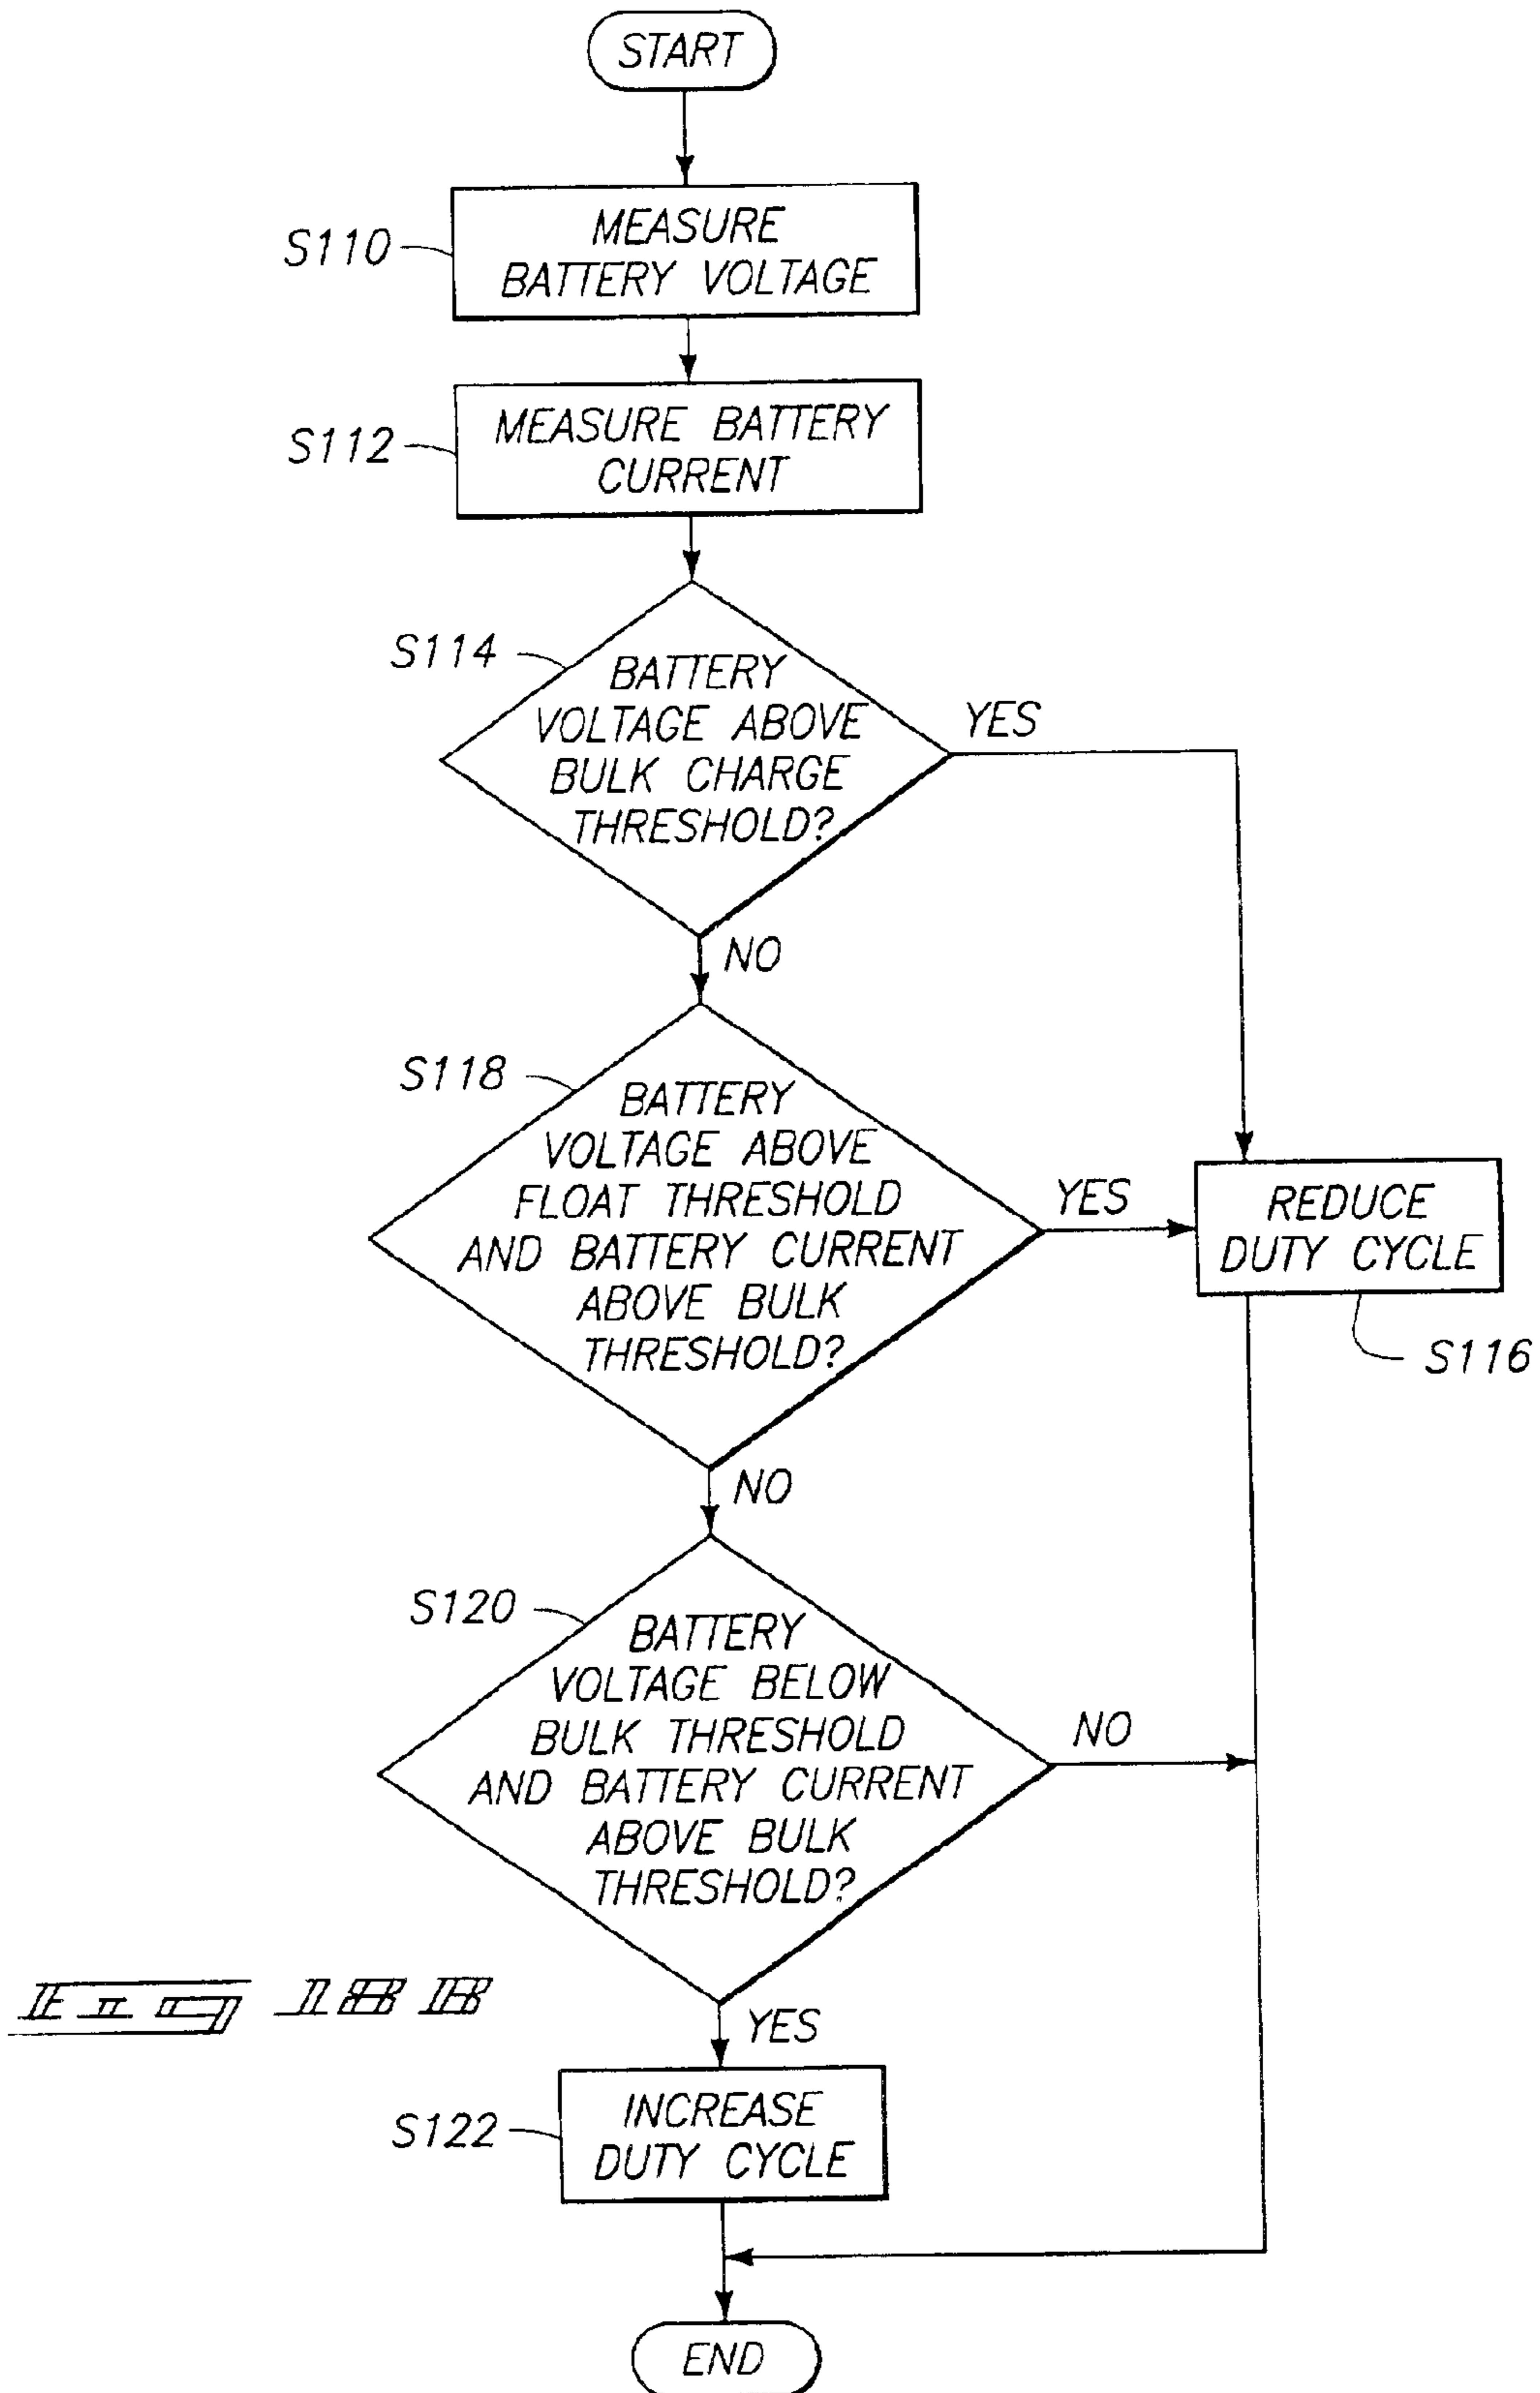 START
S110
MEASURE
BATTERY VOLTAGE
S112
MEASURE BATTERY
CURRENT
S114
BATTERY
VOLTAGE ABOVE
BULK CHARGE
THRESHOLD?
YES
NO
S118
BATTERY
VOLTAGE ABOVE
FLOAT THRESHOLD
AND BATTERY CURRENT
ABOVE BULK
THRESHOLD?
YES
REDUCE
DUTY CYCLE
S116
NO
S120
BATTERY
VOLTAGE BELOW
BULK THRESHOLD
AND BATTERY CURRENT
ABOVE BULK
THRESHOLD?
NO
Fig 18B
YES
S122
INCREASE
DUTY CYCLE
END